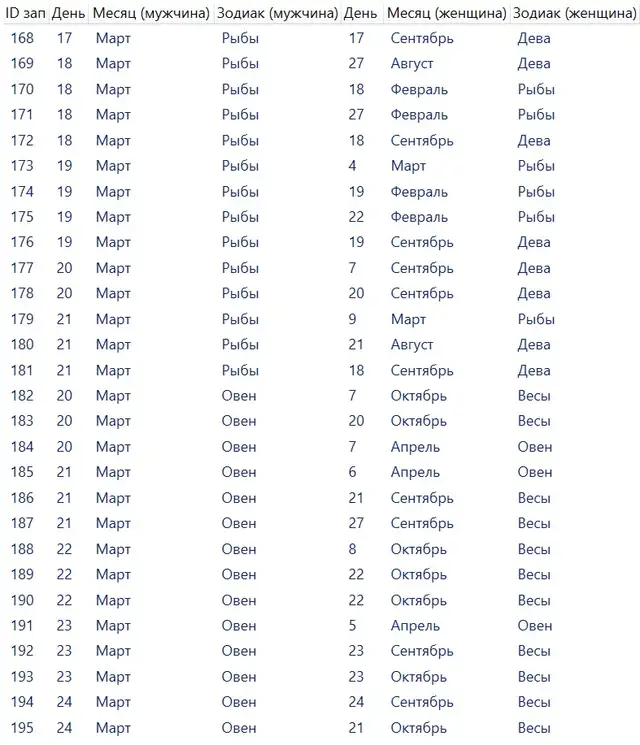 ID зап День Месяц (мужчина) Зодиак (мужчина) День Месяц (женщина) Зодиак (женщина)
168 17 Март Рыбы 17 Сентябрь Дева
169 18 Март Рыбы 27 Август Дева
170 18 Март Рыбы 18 Февраль Рыбы
171 18 Март Рыбы 27 Февраль Рыбы
172 18 Март Рыбы 18 Сентябрь Дева
173 19 Март Рыбы 4 Март Рыбы
174 19 Март Рыбы 19 Февраль Рыбы
175 19 Март Рыбы 22 Февраль Рыбы
176 19 Март Рыбы 19 Сентябрь Дева
177 20 Март Рыбы 7 Сентябрь Дева
178 20 Март Рыбы 20 Сентябрь Дева
179 21 Март Рыбы 9 Март Рыбы
180 21 Март Рыбы 21 Август Дева
181 21 Март Рыбы 18 Сентябрь Дева
182 20 Март Овен 7 Октябрь Весы
183 20 Март Овен 20 Октябрь Весы
184 20 Март Овен 7 Апрель Овен
185 21 Март Овен 6 Апрель Овен
186 21 Март Овен 21 Сентябрь Весы
187 21 Март Овен 27 Сентябрь Весы
188 22 Март Овен 8 Октябрь Весы
189 22 Март Овен 22 Октябрь Весы
190 22 Март Овен 22 Октябрь Весы
191 23 Март Овен 5 Апрель Овен
192 23 Март Овен 23 Сентябрь Весы
193 23 Март Овен 23 Октябрь Весы
194 24 Март Овен 24 Сентябрь Весы
195 24 Март Овен 21 Октябрь Весы